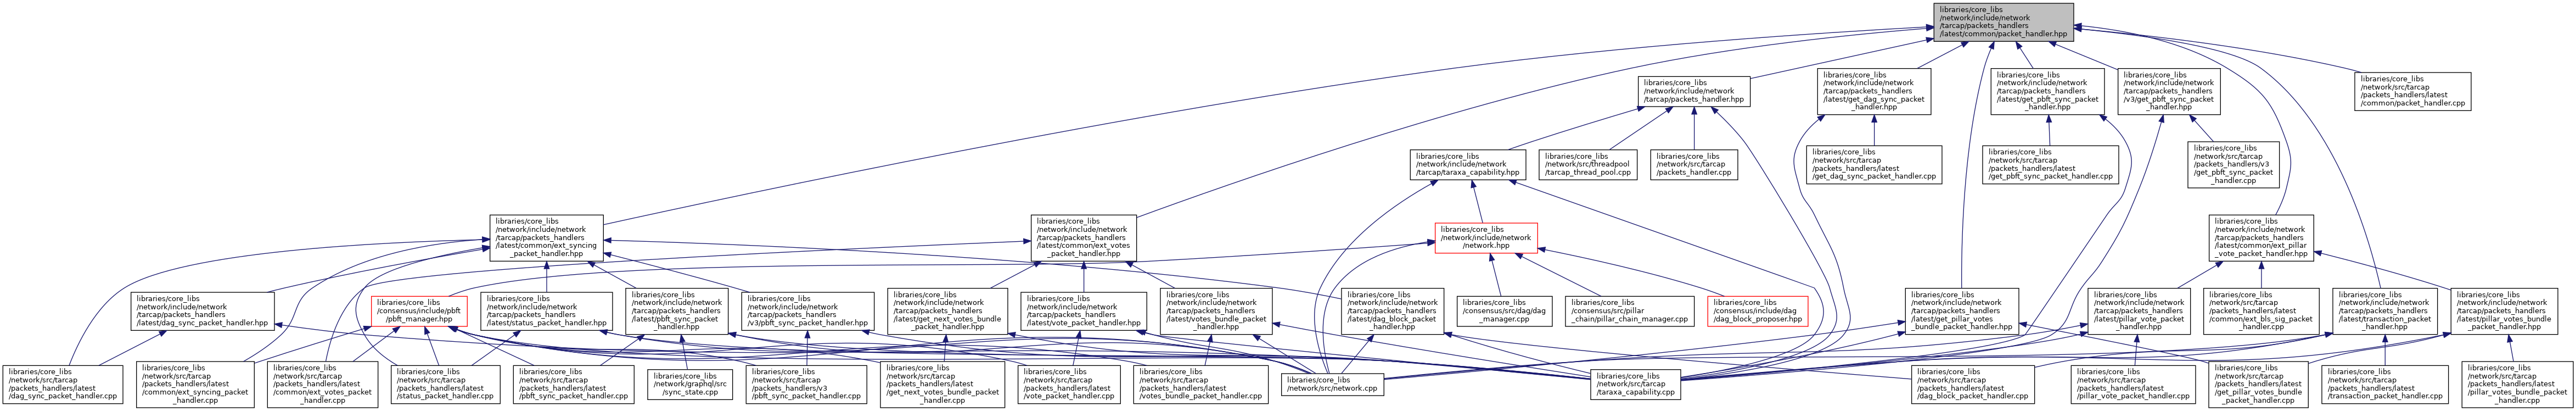 libraries/core_libs
/network/include/network
/tarcap/packets_handlers
/latest/common/packet_handler.hpp
libraries/core_libs
/network/include/network
/tarcap/packets_handler.hpp
libraries/core_libs
/network/include/network
/tarcap/packets_handlers
/latest/get_dag_sync_packet
_handler.hpp
libraries/core_libs
/network/include/network
/tarcap/packets_handlers
/latest/get_pbft_sync_packet
_handler.hpp
libraries/core_libs
/network/include/network
/tarcap/packets_handlers
/v3/get_pbft_sync_packet
_handler.hpp
libraries/core_libs
/network/src/tarcap
/packets_handlers/latest
/common/packet_handler.cpp
libraries/core_libs
/network/include/network
/tarcap/taraxa_capability.hpp
libraries/core_libs
/network/src/threadpool
/tarcap_thread_pool.cpp
libraries/core_libs
/network/src/tarcap
/packets_handler.cpp
libraries/core_libs
/network/src/tarcap
/packets_handlers/latest
/get_dag_sync_packet_handler.cpp
libraries/core_libs
/network/src/tarcap
/packets_handlers/latest
/get_pbft_sync_packet_handler.cpp
libraries/core_libs
/network/src/tarcap
/packets_handlers/v3
/get_pbft_sync_packet
_handler.cpp
libraries/core_libs
/network/include/network
/tarcap/packets_handlers
/latest/common/ext_syncing
_packet_handler.hpp
libraries/core_libs
/network/include/network
/tarcap/packets_handlers
/latest/common/ext_votes
_packet_handler.hpp
libraries/core_libs
/network/include/network
/network.hpp
libraries/core_libs
/network/include/network
/tarcap/packets_handlers
/latest/common/ext_pillar
_vote_packet_handler.hpp
libraries/core_libs
/network/include/network
/tarcap/packets_handlers
/latest/dag_sync_packet_handler.hpp
libraries/core_libs
/consensus/include/pbft
/pbft_manager.hpp
libraries/core_libs
/network/include/network
/tarcap/packets_handlers
/latest/status_packet_handler.hpp
libraries/core_libs
/network/include/network
/tarcap/packets_handlers
/latest/pbft_sync_packet
_handler.hpp
libraries/core_libs
/network/include/network
/tarcap/packets_handlers
/v3/pbft_sync_packet_handler.hpp
libraries/core_libs
/network/include/network
/tarcap/packets_handlers
/latest/get_next_votes_bundle
_packet_handler.hpp
libraries/core_libs
/network/include/network
/tarcap/packets_handlers
/latest/vote_packet_handler.hpp
libraries/core_libs
/network/include/network
/tarcap/packets_handlers
/latest/votes_bundle_packet
_handler.hpp
libraries/core_libs
/network/include/network
/tarcap/packets_handlers
/latest/dag_block_packet
_handler.hpp
libraries/core_libs
/consensus/src/dag/dag
_manager.cpp
libraries/core_libs
/consensus/src/pillar
_chain/pillar_chain_manager.cpp
libraries/core_libs
/consensus/include/dag
/dag_block_proposer.hpp
libraries/core_libs
/network/include/network
/tarcap/packets_handlers
/latest/get_pillar_votes
_bundle_packet_handler.hpp
libraries/core_libs
/network/include/network
/tarcap/packets_handlers
/latest/pillar_vote_packet
_handler.hpp
libraries/core_libs
/network/src/tarcap
/packets_handlers/latest
/common/ext_bls_sig_packet
_handler.cpp
libraries/core_libs
/network/include/network
/tarcap/packets_handlers
/latest/transaction_packet
_handler.hpp
libraries/core_libs
/network/include/network
/tarcap/packets_handlers
/latest/pillar_votes_bundle
_packet_handler.hpp
libraries/core_libs
/network/src/tarcap
/packets_handlers/latest
/dag_sync_packet_handler.cpp
libraries/core_libs
/network/src/tarcap
/packets_handlers/latest
/common/ext_syncing_packet
_handler.cpp
libraries/core_libs
/network/src/tarcap
/packets_handlers/latest
/common/ext_votes_packet
_handler.cpp
libraries/core_libs
/network/src/tarcap
/packets_handlers/latest
/status_packet_handler.cpp
libraries/core_libs
/network/src/tarcap
/packets_handlers/latest
/pbft_sync_packet_handler.cpp
libraries/core_libs
/network/graphql/src
/sync_state.cpp
libraries/core_libs
/network/src/tarcap
/packets_handlers/v3
/pbft_sync_packet_handler.cpp
libraries/core_libs
/network/src/tarcap
/packets_handlers/latest
/get_next_votes_bundle_packet
_handler.cpp
libraries/core_libs
/network/src/tarcap
/packets_handlers/latest
/vote_packet_handler.cpp
libraries/core_libs
/network/src/tarcap
/packets_handlers/latest
/votes_bundle_packet_handler.cpp
libraries/core_libs
/network/src/network.cpp
libraries/core_libs
/network/src/tarcap
/taraxa_capability.cpp
libraries/core_libs
/network/src/tarcap
/packets_handlers/latest
/dag_block_packet_handler.cpp
libraries/core_libs
/network/src/tarcap
/packets_handlers/latest
/pillar_vote_packet_handler.cpp
libraries/core_libs
/network/src/tarcap
/packets_handlers/latest
/get_pillar_votes_bundle
_packet_handler.cpp
libraries/core_libs
/network/src/tarcap
/packets_handlers/latest
/transaction_packet_handler.cpp
libraries/core_libs
/network/src/tarcap
/packets_handlers/latest
/pillar_votes_bundle_packet
_handler.cpp